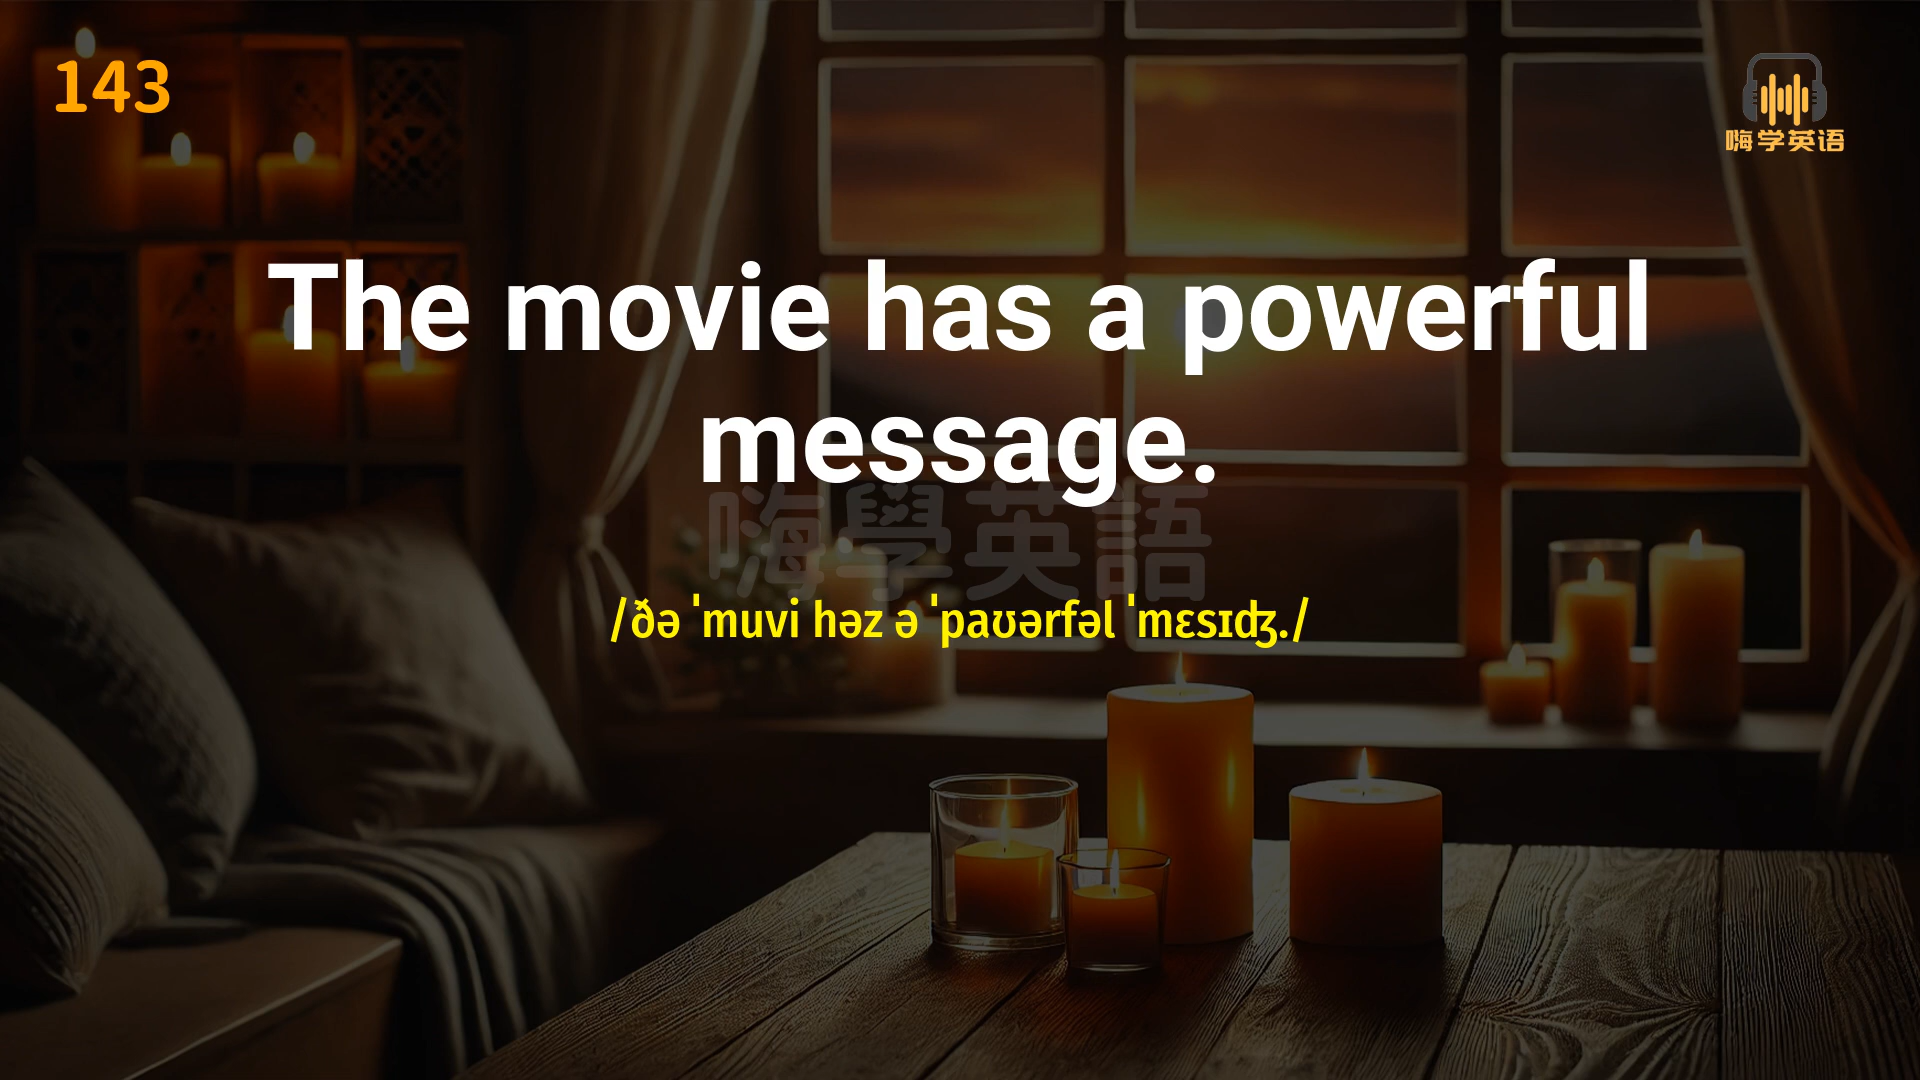 143
嗨学英语
The movie has a powerful
message.
嗨學英語
/ðə ˈmuvi həz ə ˈpaʊərfəl ˈmɛsɪʤ./